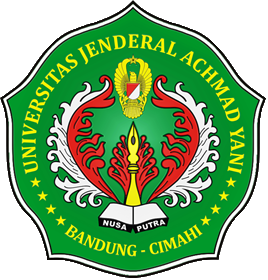 UNIVERSITAS JENDERAL ACHMAD YANI
NUSA PUTRA
BANDUNG - CIMAHI